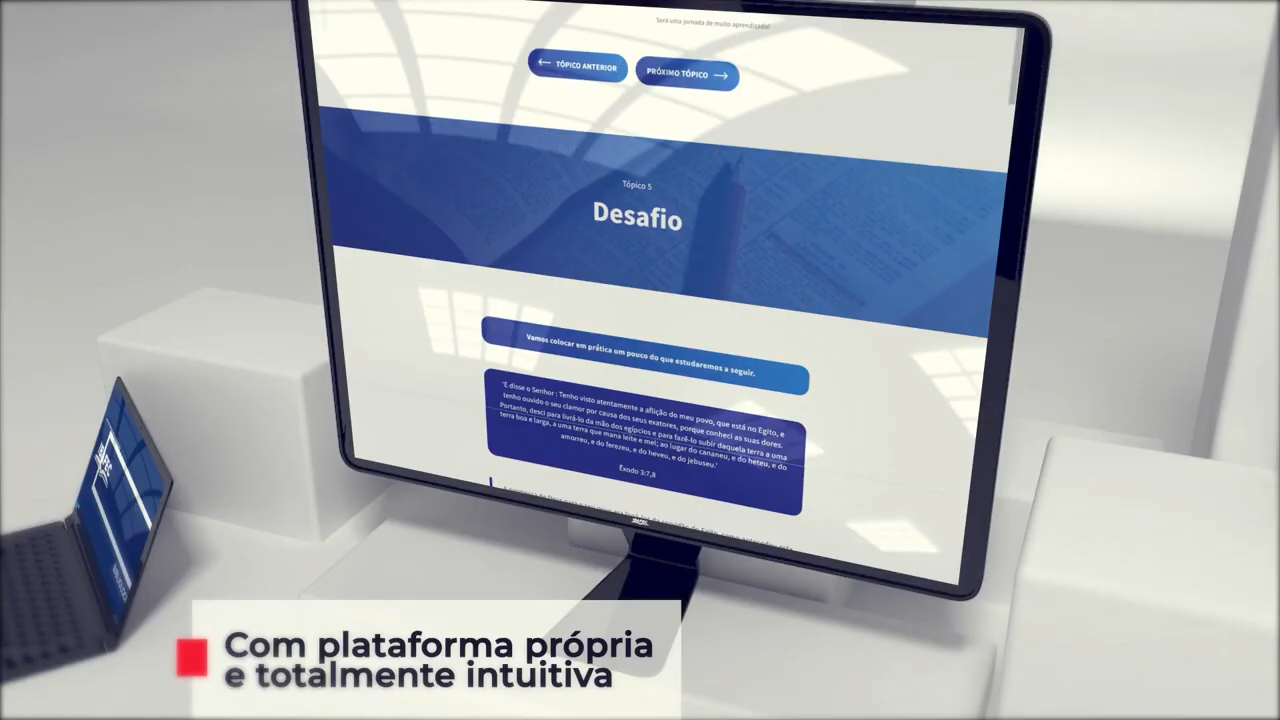 Será uma jornada de muito aprendizado!
← TÓPICO ANTERIOR
PRÓXIMO TÓPICO →
Tópico 5
Desafio
Vamos colocar em prática um pouco do que estudaremos a seguir.
'E disse o Senhor : Tenho visto atentamente a aflição do meu povo, que está no Egito, e
tenho ouvido o seu clamor por causa dos seus exatores, porque conheci as suas dores.
Portanto, desci para livrá-lo da mão dos egípcios e para fazê-lo subir daquela terra a uma
terra boa e larga, a uma terra que mana leite e mel; ao lugar do cananeu, e do heteu, e do
amorreu, e do ferezeu, e do heveu, e do jebuseu.'
Êxodo 3:7,8
Com plataforma própria
e totalmente intuitiva